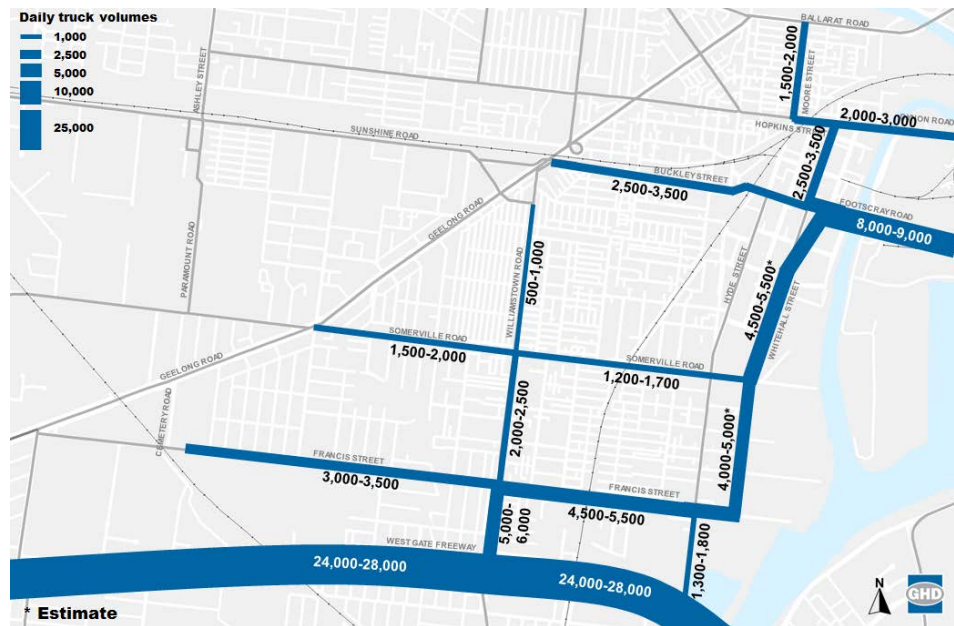 Daily truck volumes
1,000
2,500
5,000
10,000
25,000
BALLARAT ROAD
1,500-2,000
MOORE STREET
ASHLEY STREET
2,000-3,000
ROAD
HOPKINS
SUNSHINE ROAD
2,500-3,500
BUCKLEY STREET
2,500-3,500
FOOTSCRAY ROAD
8,000-9,000
GEELONG ROAD
PARAMOUNT ROAD
500-1,000
WILLIAMSTOWN ROAD
HYDE STREET
4,500-5,500*
WHITEHALL STREET
SOMERVILLE ROAD
1,500-2,000
SOMERVILLE ROAD
1,200-1,700
GEELONG ROAD
CEMETERY ROAD
2,000-2,500
4,000-5,000*
FRANCIS STREET
3,000-3,500
FRANCIS STREET
4,500-5,500
5,000-
6,000
1,300-1,800
WEST GATE FREEWAY
24,000-28,000
24,000-28,000
N
GHD
* Estimate